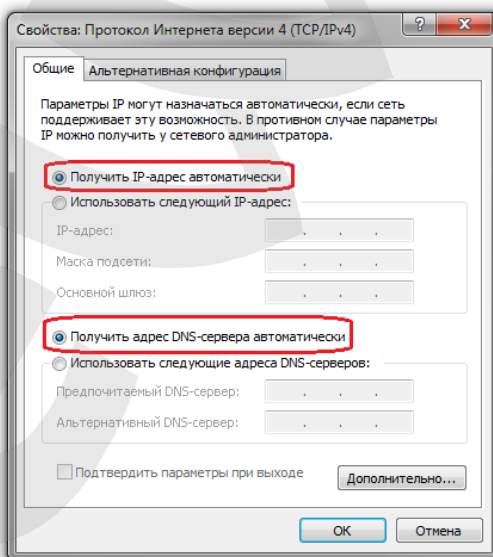 Свойства: Протокол Интернета версии 4 (TCP/IPv4)
Общие
Альтернативная конфигурация
Параметры IP могут назначаться автоматически, если сеть
поддерживает эту возможность. В противном случае параметры
IP можно получить у сетевого администратора.
Получить IP-адрес автоматически
Использовать следующий IP-адрес:
IP-адрес:
Маска подсети:
Основной шлюз:
Получить адрес DNS-сервера автоматически
Использовать следующие адреса DNS-серверов:
Предпочитаемый DNS-сервер:
Альтернативный DNS-сервер:
Подтвердить параметры при выходе
Дополнительно...
ОК
Отмена